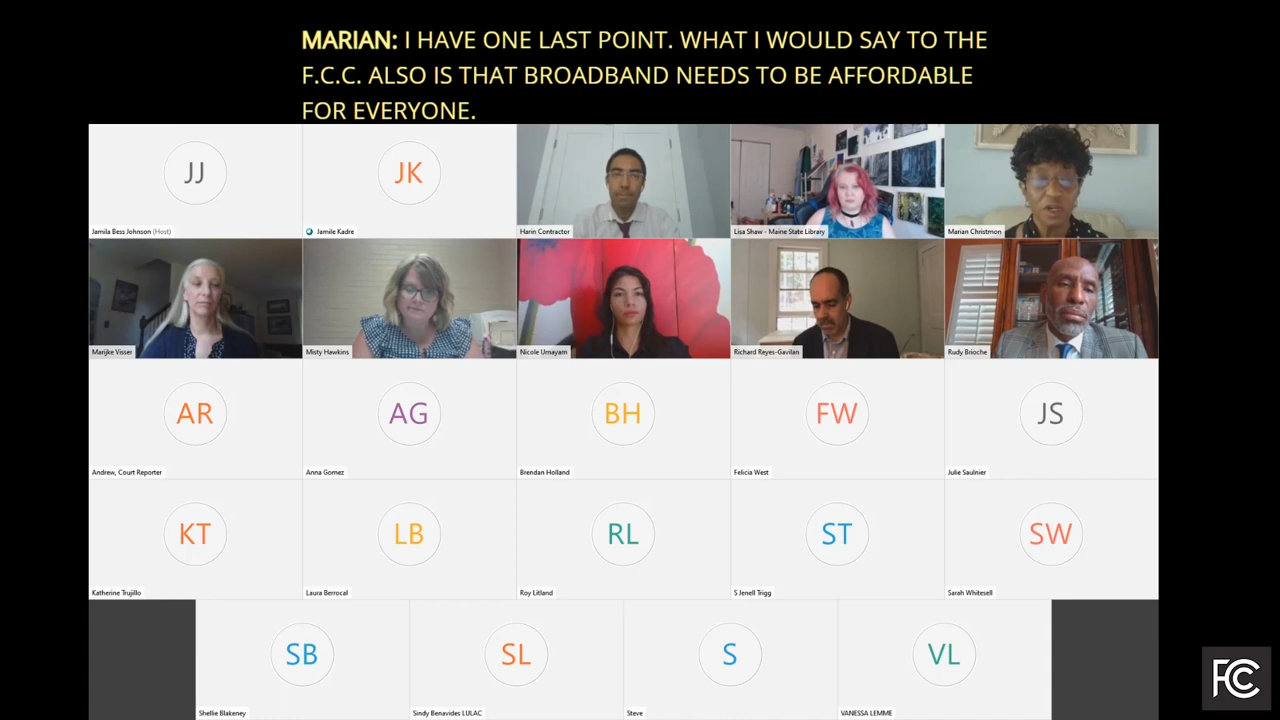 MARIAN: I HAVE ONE LAST POINT. WHAT I WOULD SAY TO THE
F.C.C. ALSO IS THAT BROADBAND NEEDS TO BE AFFORDABLE
FOR EVERYONE.
JJ
JK
Jamila Bess Johnson (Host)
Jamile Kadre
Harin Contractor
Lisa Shaw - Maine State Library
Marian Christmon
Marijke Visser
Misty Hawkins
Nicole Umayam
Richard Reyes-Gavilan
Rudy Brioche
AR
AG
BH
FW
JS
Andrew, Court Reporter
Anna Gomez
Brendan Holland
Felicia West
Julie Saulnier
KT
LB
RL
ST
SW
Katherine Trujillo
Laura Berrocal
Roy Litland
S Jenell Trigg
Sarah Whitesell
SB
SL
S
VL
FCC
Shellie Blakeney
Sindy Benavides LULAC
Steve
VANESSA LEMME